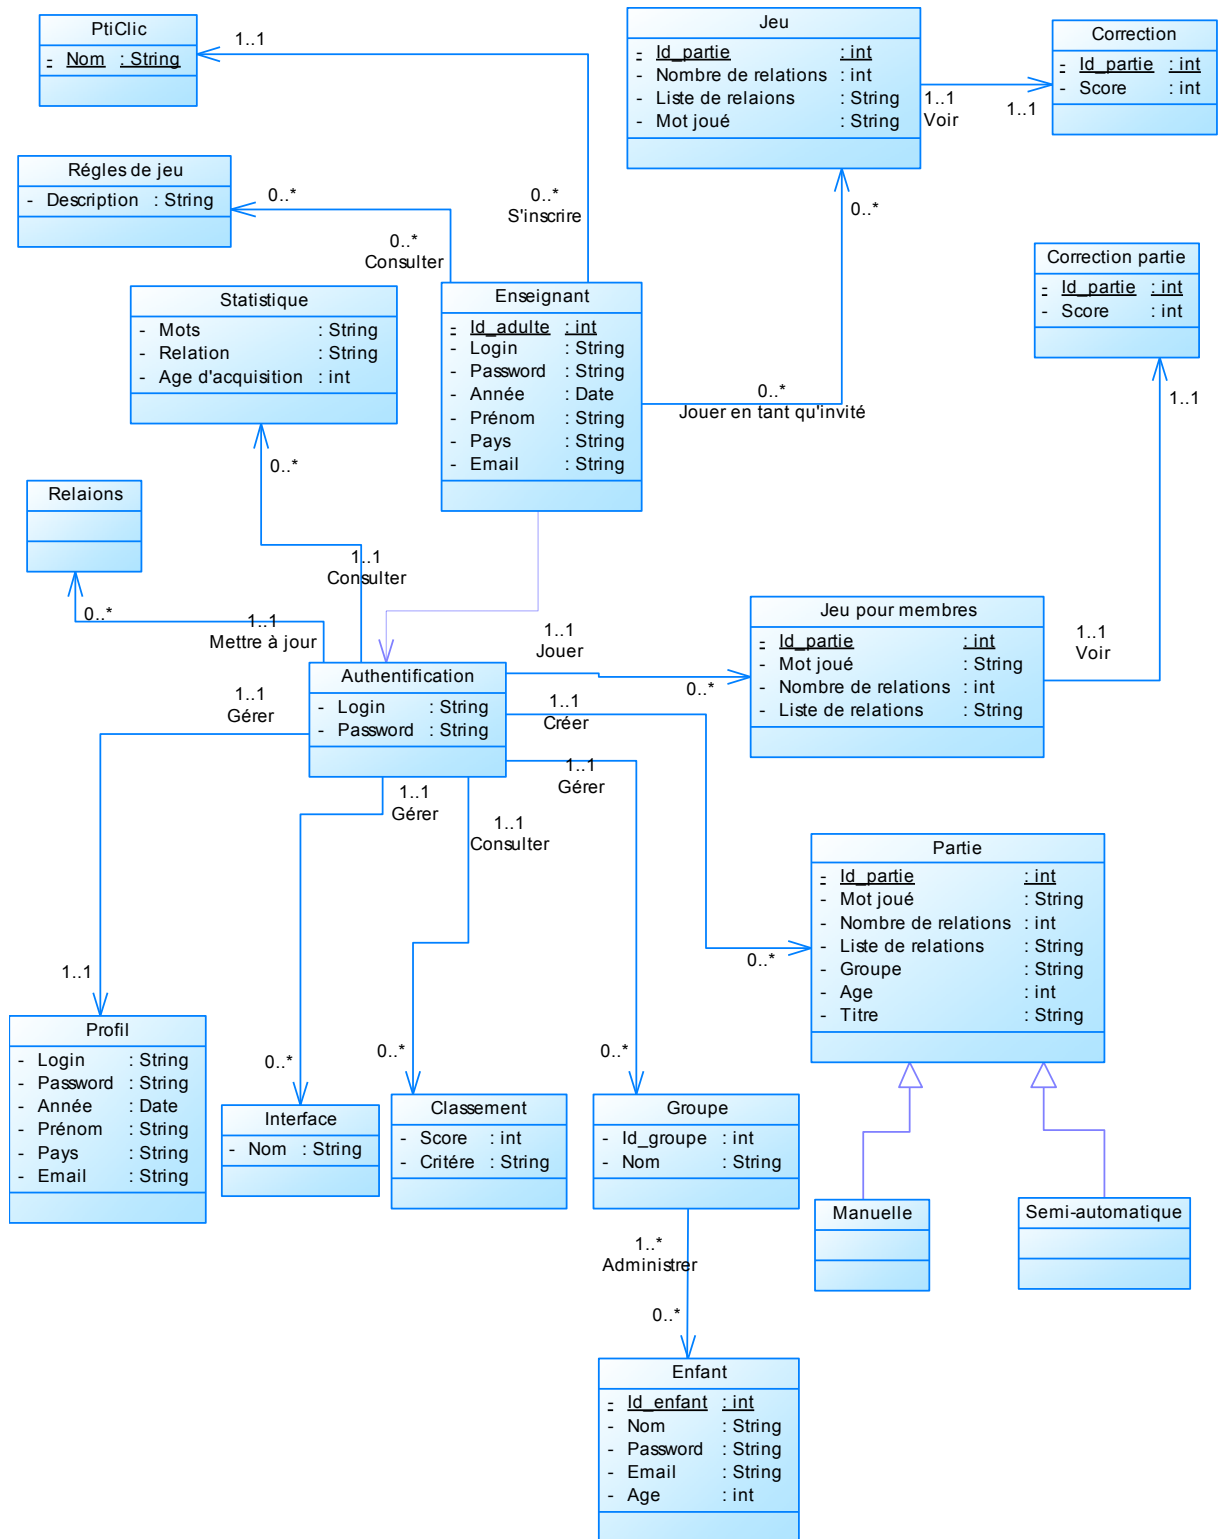 PtiClic
- Nom : String
1..1
0..*
S'inscrire
Jeu
- Id_partie : int
- Nombre de relations : int
- Liste de relaions : String
- Mot joué : String
1..1
Voir
1..1
Correction
- Id_partie : int
- Score : int
Régles de jeu
- Description : String
0..*
0..*
Consulter
0..*
Correction partie
- Id_partie : int
- Score : int
1..1
Statistique
- Mots : String
- Relation : String
- Age d'acquisition : int
0..*
Enseignant
- Id_adulte : int
- Login : String
- Password : String
- Année : Date
- Prénom : String
- Pays : String
- Email : String
0..*
Jouer en tant qu'invité
Relaions
0..*
1..1
Consulter
1..1
Mettre à jour
1..1
Jouer
0..*
Jeu pour membres
- Id_partie : int
- Mot joué : String
- Nombre de relations : int
- Liste de relations : String
1..1
Voir
Authentification
- Login : String
- Password : String
1..1
Gérer
1..1
Créer
1..1
Gérer
1..1
Gérer
1..1
Consulter
Partie
- Id_partie : int
- Mot joué : String
- Nombre de relations : int
- Liste de relations : String
- Groupe : String
- Age : int
- Titre : String
0..*
1..1
Profil
- Login : String
- Password : String
- Année : Date
- Prénom : String
- Pays : String
- Email : String
0..*
Interface
- Nom : String
0..*
Classement
- Score : int
- Critére : String
0..*
Groupe
- Id_groupe : int
- Nom : String
Manuelle
Semi-automatique
1..*
Administrer
0..*
Enfant
- Id_enfant : int
- Nom : String
- Password : String
- Email : String
- Age : int